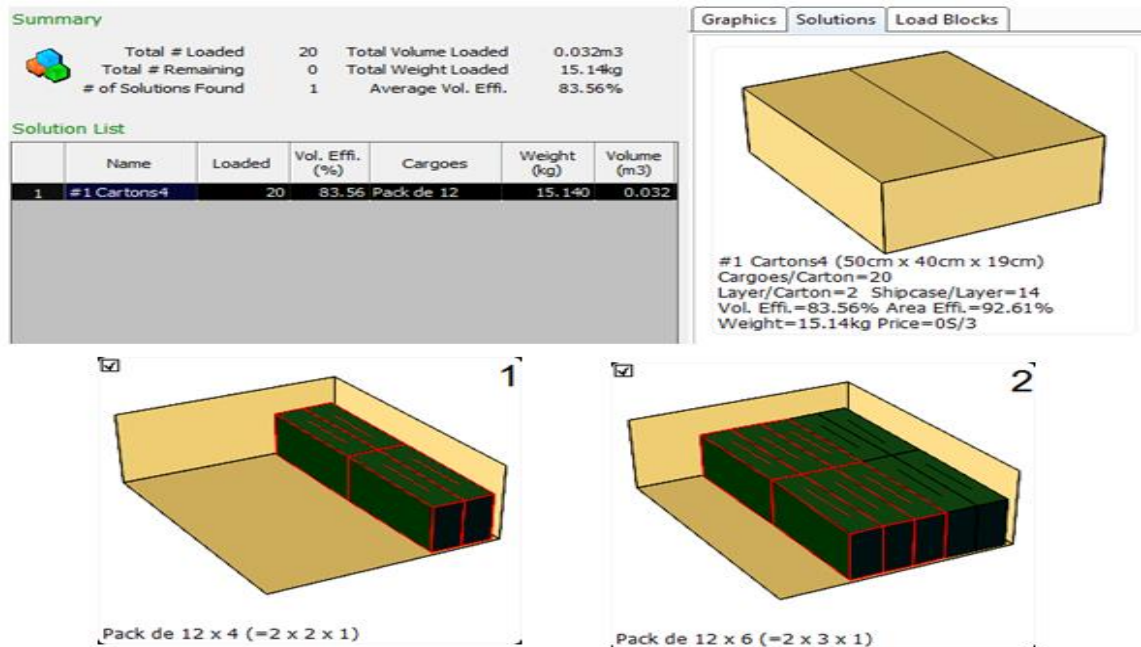 Summary
Total # Loaded 20 Total Volume Loaded 0.032m3
Total # Remaining 0 Total Weight Loaded 15.14kg
# of Solutions Found 1 Average Vol. Effi. 83.56%
Solution List
Name Loaded Vol. Effi. (%) Cargoes Weight (kg) Volume (m3)
1 #1 Cartons4 20 83.56 Pack de 12 15.140 0.032
Graphics Solutions Load Blocks
#1 Cartons4 (50cm x 40cm x 19cm)
Cargoes/Carton=20
Layer/Carton=2 Shipcase/Layer=14
Vol. Effi.=83.56% Area Effi.=92.61%
Weight=15.14kg Price=0S/3
1
Pack de 12 x 4 (=2 x 2 x 1)
2
Pack de 12 x 6 (=2 x 3 x 1)